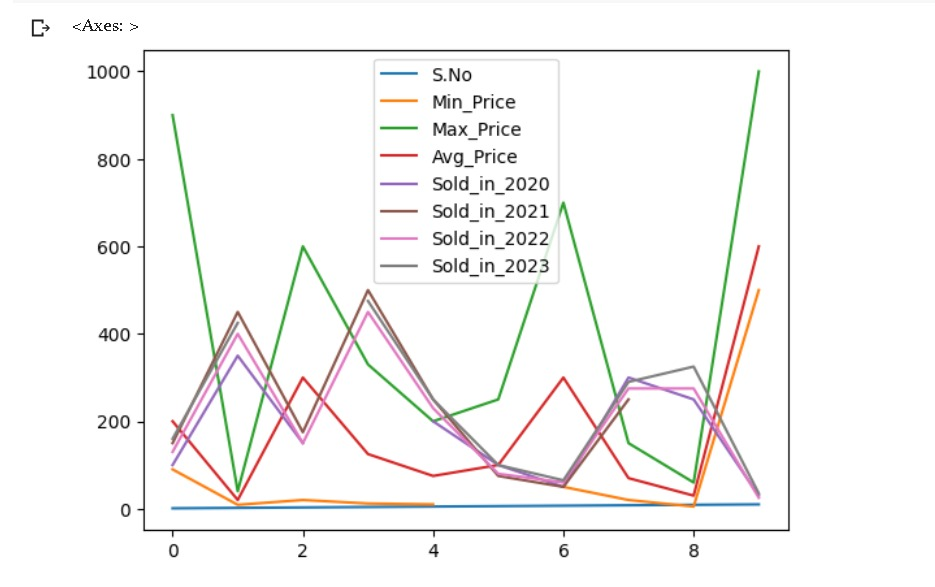 <Axes: >
1000
800
600
400
200
0
S.No
Min_Price
Max_Price
Avg_Price
Sold_in_2020
Sold_in_2021
Sold_in_2022
Sold_in_2023
0 2 4 6 8